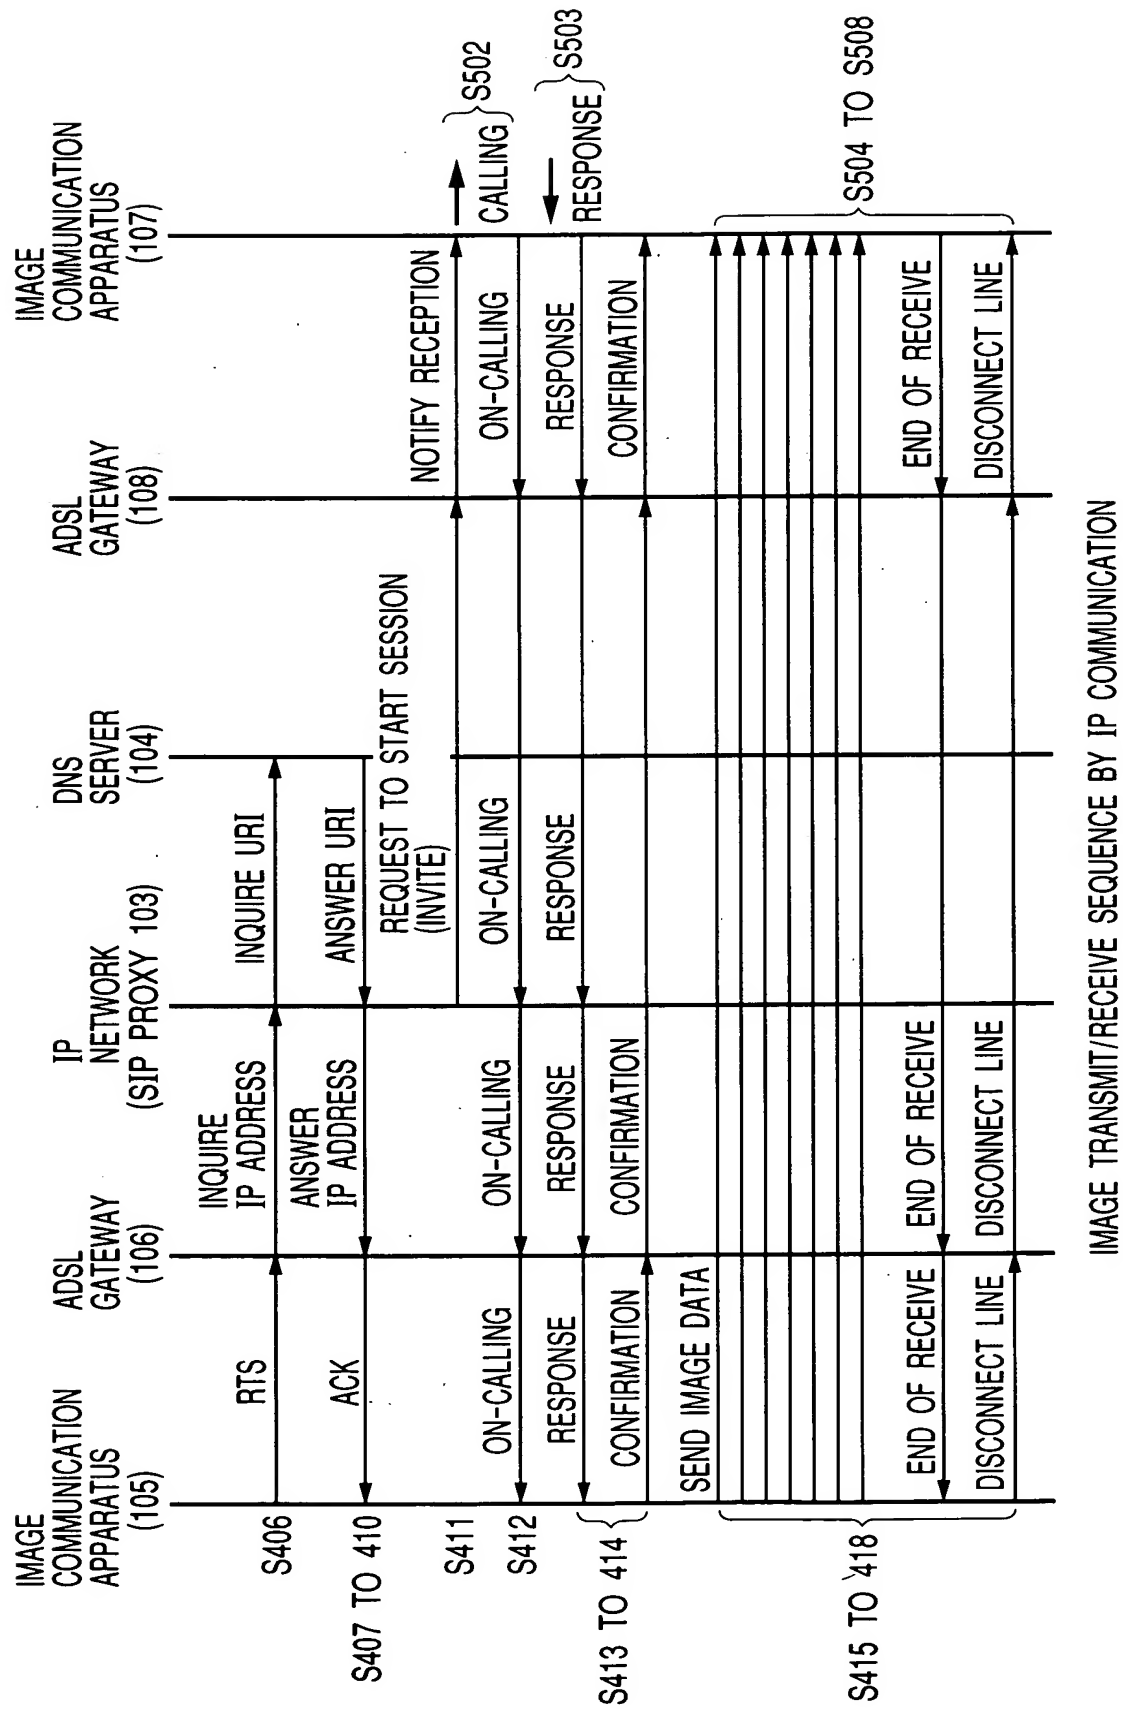 IMAGE
COMMUNICATION
APPARATUS
(105)
ADSL
GATEWAY
(106)
IP
NETWORK
(SIP PROXY 103)
DNS
SERVER
(104)
ADSL
GATEWAY
(108)
IMAGE
COMMUNICATION
APPARATUS
(107)
S406
RTS
INQUIRE
IP ADDRESS
INQUIRE URI
S407 TO 410
ACK
ANSWER
IP ADDRESS
ANSWER URI
S411
REQUEST TO START SESSION
(INVITE)
NOTIFY RECEPTION
CALLING
S502
S412
ON-CALLING
ON-CALLING
ON-CALLING
ON-CALLING
RESPONSE
RESPONSE
RESPONSE
RESPONSE
RESPONSE
S503
S413 TO 414
CONFIRMATION
CONFIRMATION
CONFIRMATION
SEND IMAGE DATA
S415 TO 418
S504 TO S508
END OF RECEIVE
END OF RECEIVE
END OF RECEIVE
DISCONNECT LINE
DISCONNECT LINE
DISCONNECT LINE
IMAGE TRANSMIT/RECEIVE SEQUENCE BY IP COMMUNICATION